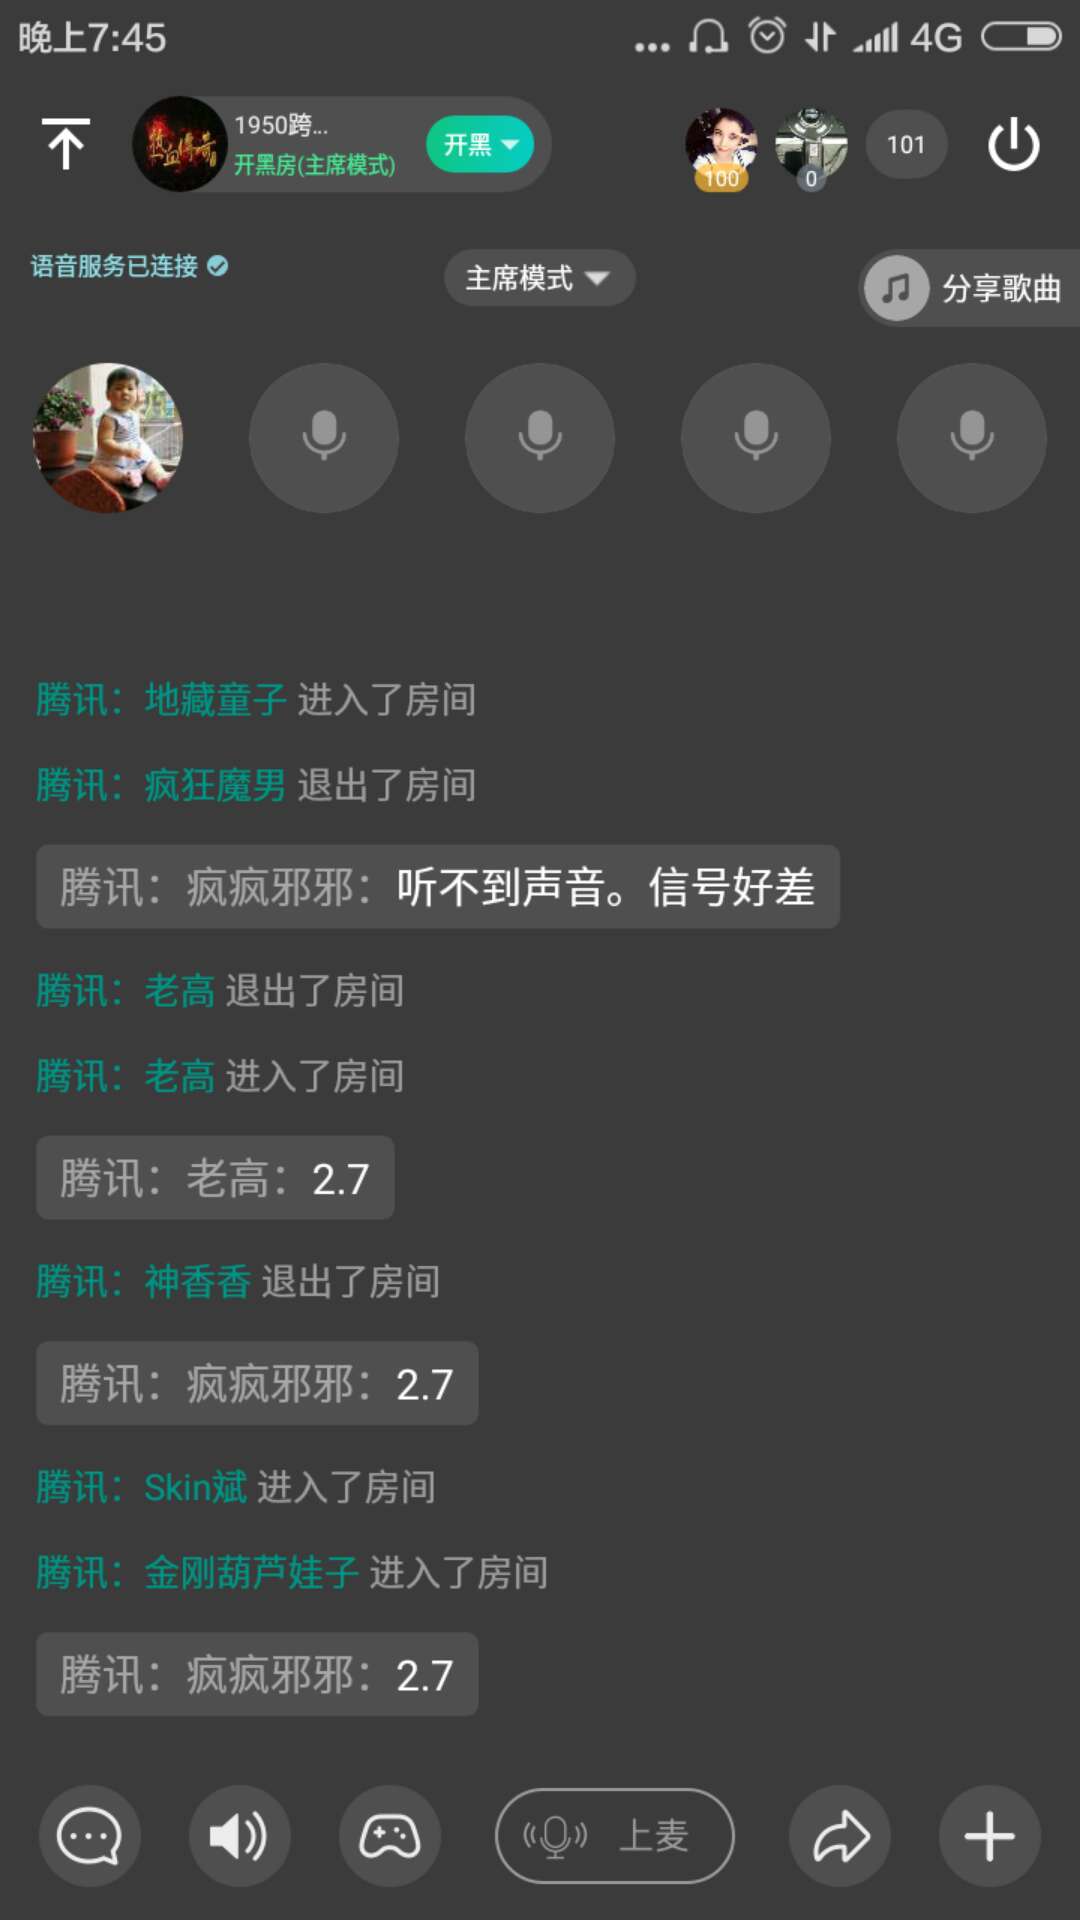 晚上7:45
4G
热血传奇
1950跨...
开黑房(主席模式)
开黑
100
0
101
语音服务已连接
主席模式
分享歌曲
腾讯：地藏童子 进入了房间
腾讯：疯狂魔男 退出了房间
腾讯：疯疯邪邪：听不到声音。信号好差
腾讯：老高 退出了房间
腾讯：老高 进入了房间
腾讯：老高：2.7
腾讯：神香香 退出了房间
腾讯：疯疯邪邪：2.7
腾讯：Skin斌 进入了房间
腾讯：金刚葫芦娃子 进入了房间
腾讯：疯疯邪邪：2.7
上麦